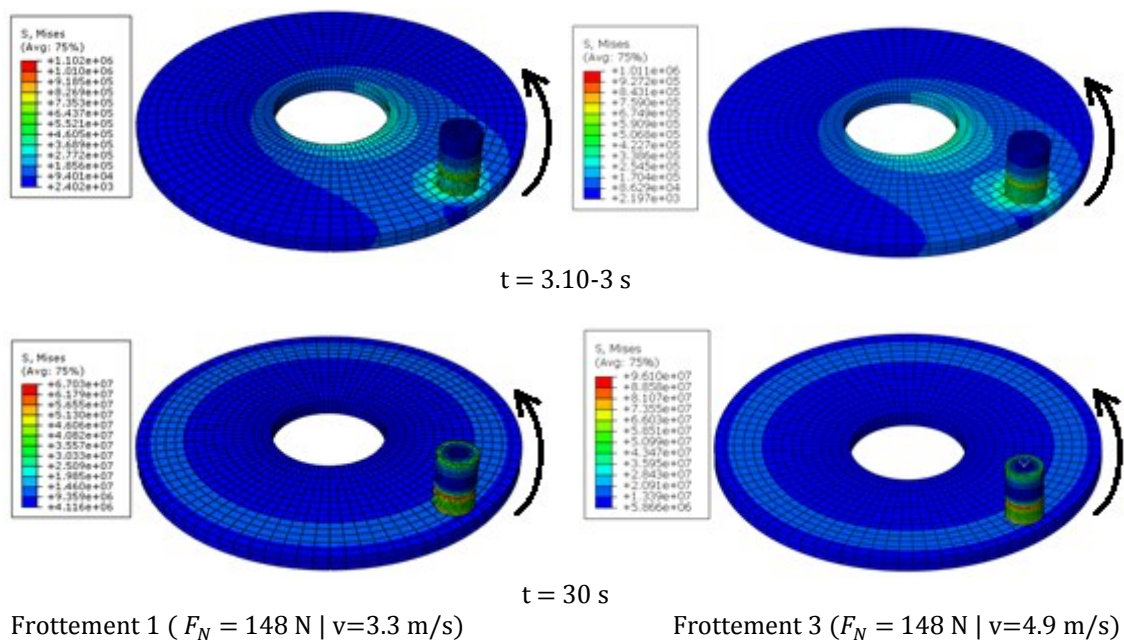 S, Mises
(Avg: 75%)
+1.102e+06
+1.010e+06
+9.185e+05
+8.269e+05
+7.353e+05
+6.437e+05
+5.521e+05
+4.605e+05
+3.689e+05
+2.772e+05
+1.856e+05
+9.401e+04
+2.402e+03
S, Mises
(Avg: 75%)
+1.011e+06
+9.272e+05
+8.431e+05
+7.590e+05
+6.749e+05
+5.909e+05
+5.068e+05
+4.227e+05
+3.386e+05
+2.545e+05
+1.704e+05
+8.629e+04
+2.197e+03
t = 3.10-3 s
S, Mises
(Avg: 75%)
+6.703e+07
+6.179e+07
+5.655e+07
+5.130e+07
+4.606e+07
+4.082e+07
+3.557e+07
+3.033e+07
+2.509e+07
+1.985e+07
+1.460e+07
+9.359e+06
+4.116e+06
S, Mises
(Avg: 75%)
+9.610e+07
+8.858e+07
+8.107e+07
+7.355e+07
+6.603e+07
+5.851e+07
+5.099e+07
+4.347e+07
+3.595e+07
+2.843e+07
+2.091e+07
+1.339e+07
+5.866e+06
t = 30 s
Frottement 1 ( F_N = 148 N | v=3.3 m/s)
Frottement 3 (F_N = 148 N | v=4.9 m/s)